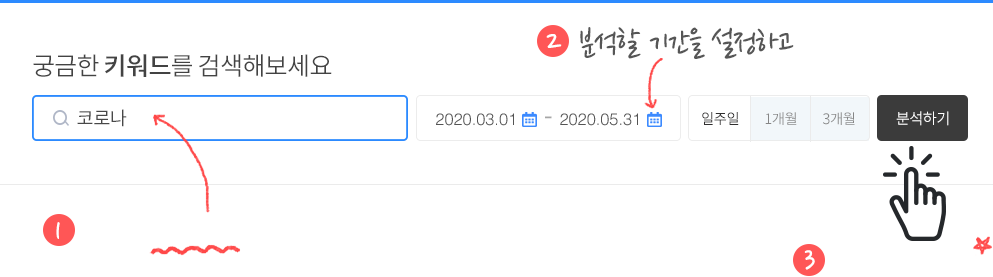 2 분석할 기간을 설정하고
궁금한 키워드를 검색해보세요
코로나
2020.03.01 - 2020.05.31
일주일 1개월 3개월
분석하기
1
3